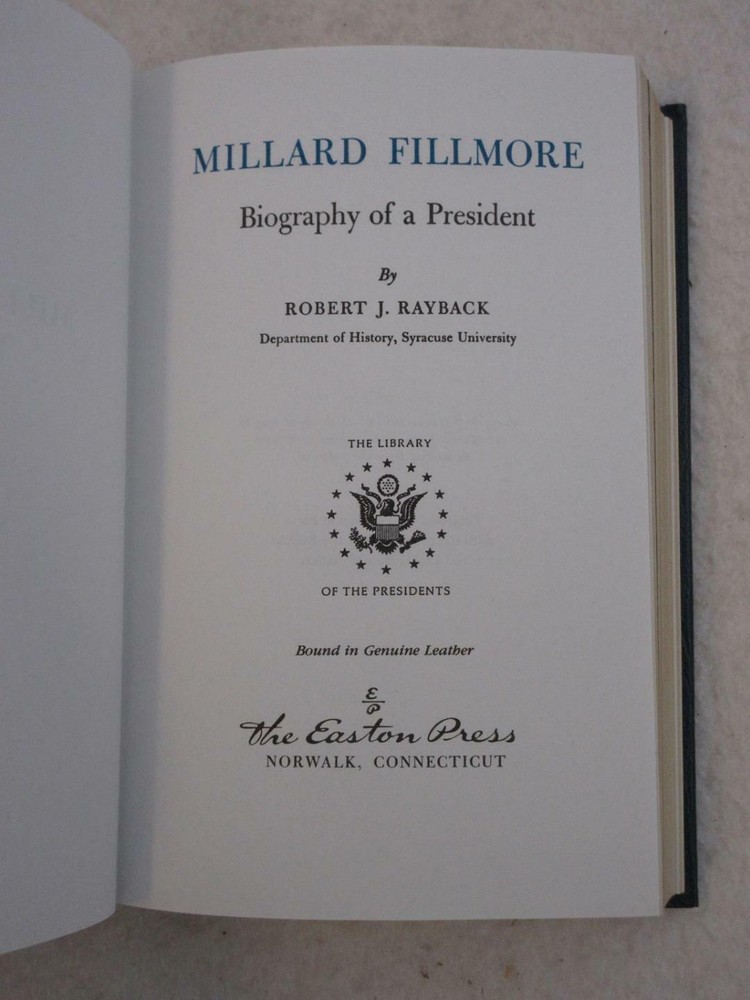 MILLARD FILLMORE
Biography of a President
By
ROBERT J. RAYBACK
Department of History, Syracuse University
THE LIBRARY
OF THE PRESIDENTS
Bound in Genuine Leather
E
P
The Easton Press
NORWALK, CONNECTICUT